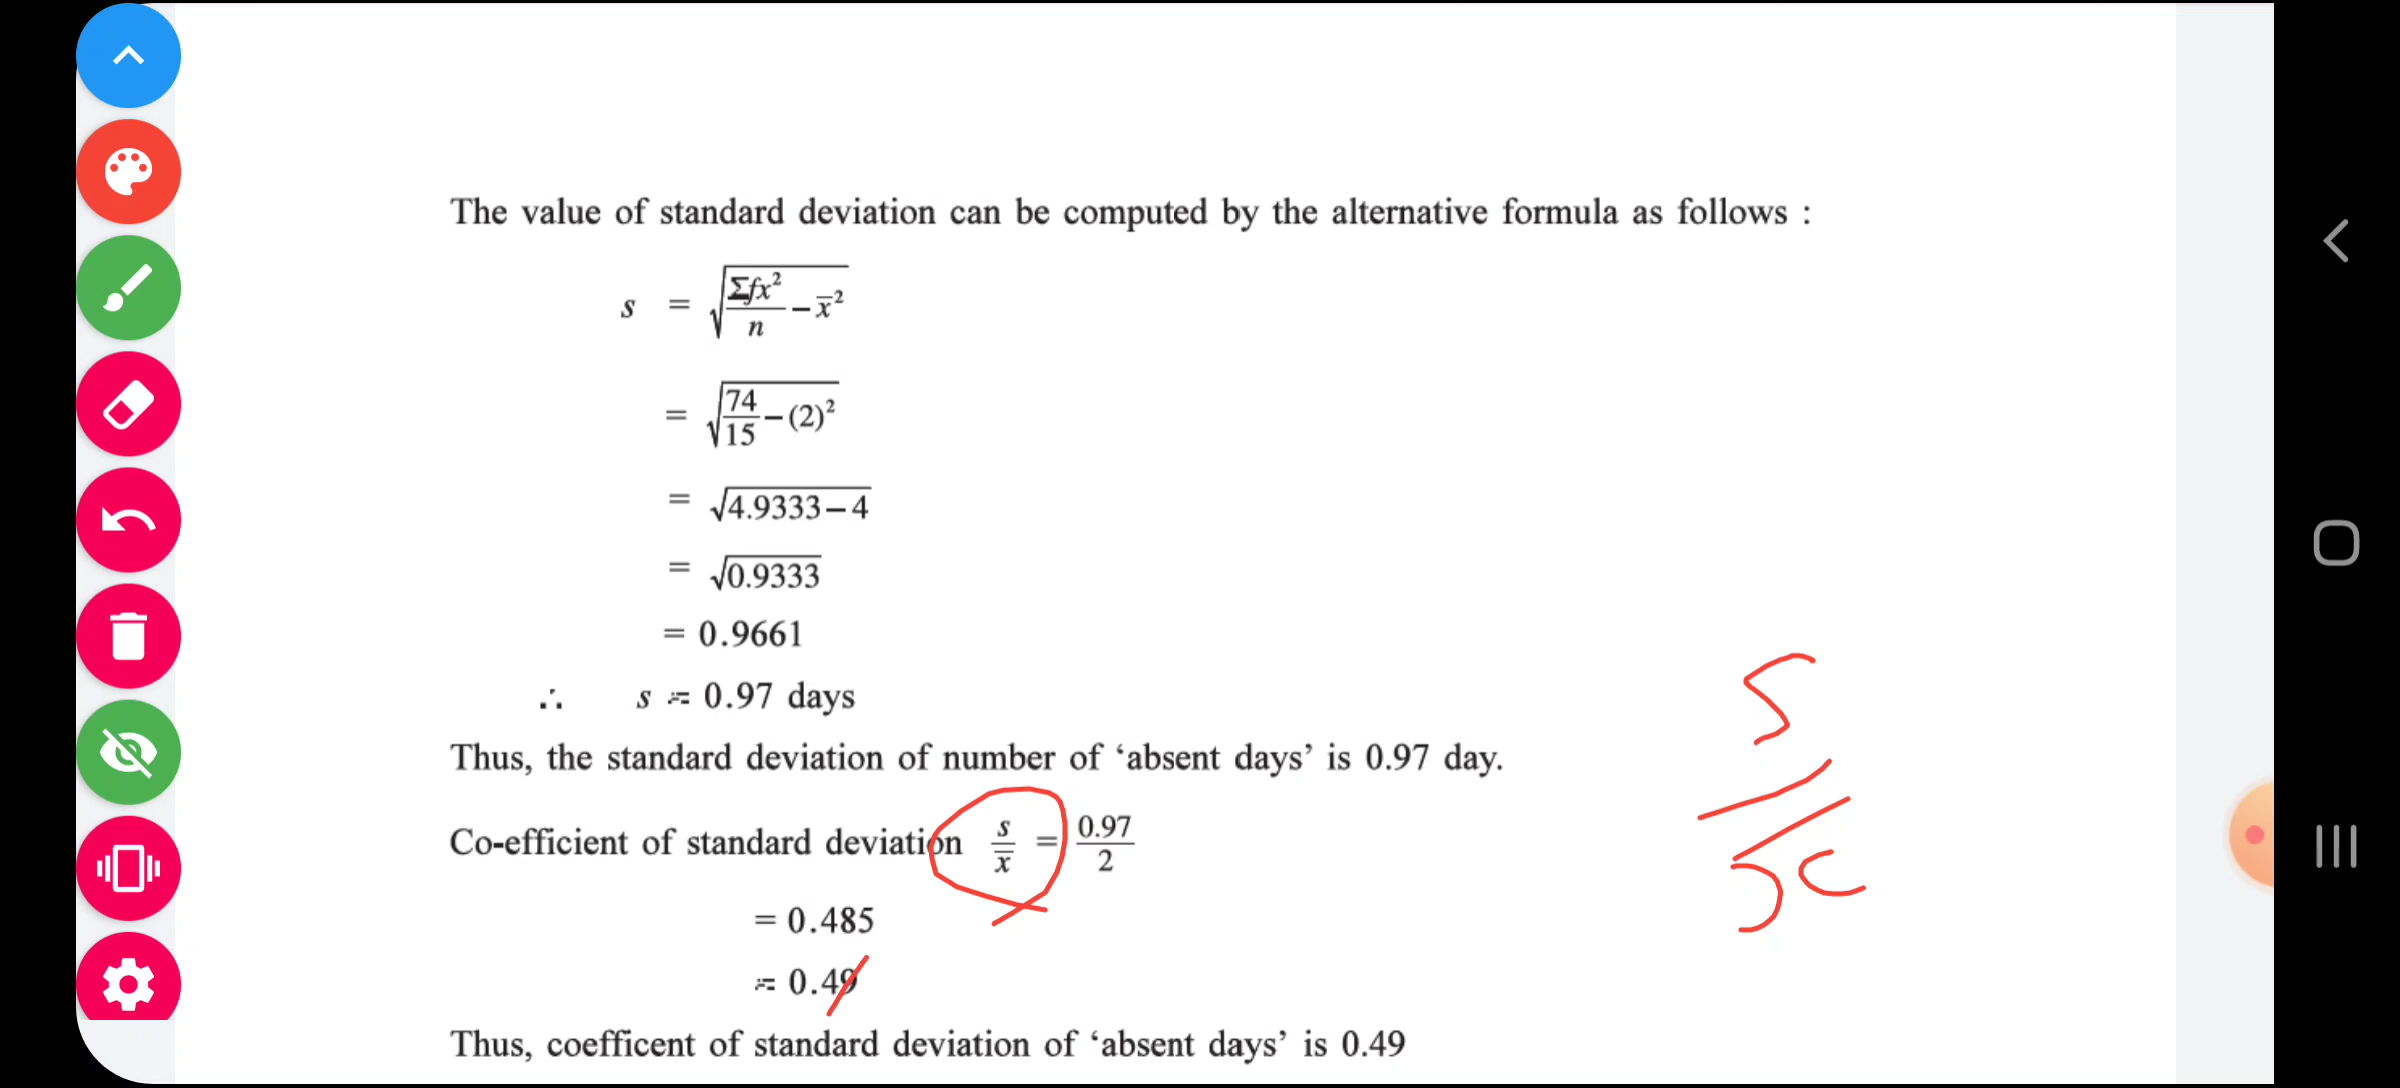 The value of standard deviation can be computed by the alternative formula as follows :
s = √(Σfx²/n − x̄²)
= √(74/15 − (2)²)
= √(4.9333 − 4)
= √0.9333
= 0.9661
∴ s ≈ 0.97 days
Thus, the standard deviation of number of ‘absent days’ is 0.97 day.
Co-efficient of standard deviation s/x̄ = 0.97/2
= 0.485
≈ 0.49
Thus, coefficent of standard deviation of ‘absent days’ is 0.49
s
x